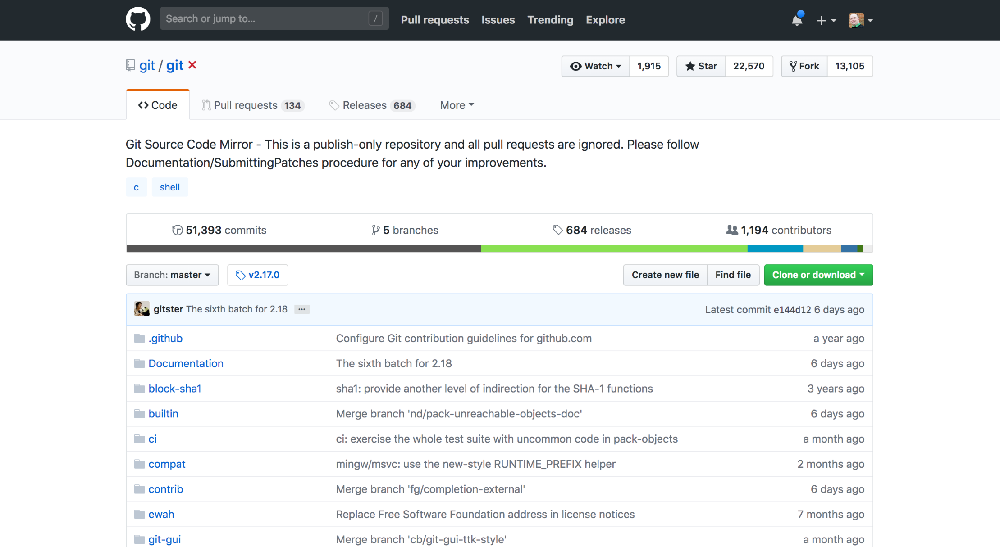 Search or jump to... / Pull requests Issues Trending Explore
git / git Watch 1,915 Star 22,570 Fork 13,105
Code Pull requests 134 Releases 684 More
Git Source Code Mirror - This is a publish-only repository and all pull requests are ignored. Please follow
Documentation/SubmittingPatches procedure for any of your improvements.
c shell
51,393 commits 5 branches 684 releases 1,194 contributors
Branch: master v2.17.0 Create new file Find file Clone or download
gitster The sixth batch for 2.18 ... Latest commit e144d12 6 days ago
.github Configure Git contribution guidelines for github.com a year ago
Documentation The sixth batch for 2.18 6 days ago
block-sha1 sha1: provide another level of indirection for the SHA-1 functions 3 years ago
builtin Merge branch 'nd/pack-unreachable-objects-doc' 6 days ago
ci ci: exercise the whole test suite with uncommon code in pack-objects a month ago
compat mingw/msvc: use the new-style RUNTIME_PREFIX helper 2 months ago
contrib Merge branch 'fg/completion-external' 6 days ago
ewah Replace Free Software Foundation address in license notices 7 months ago
git-gui Merge branch 'cb/git-gui-ttk-style' a month ago